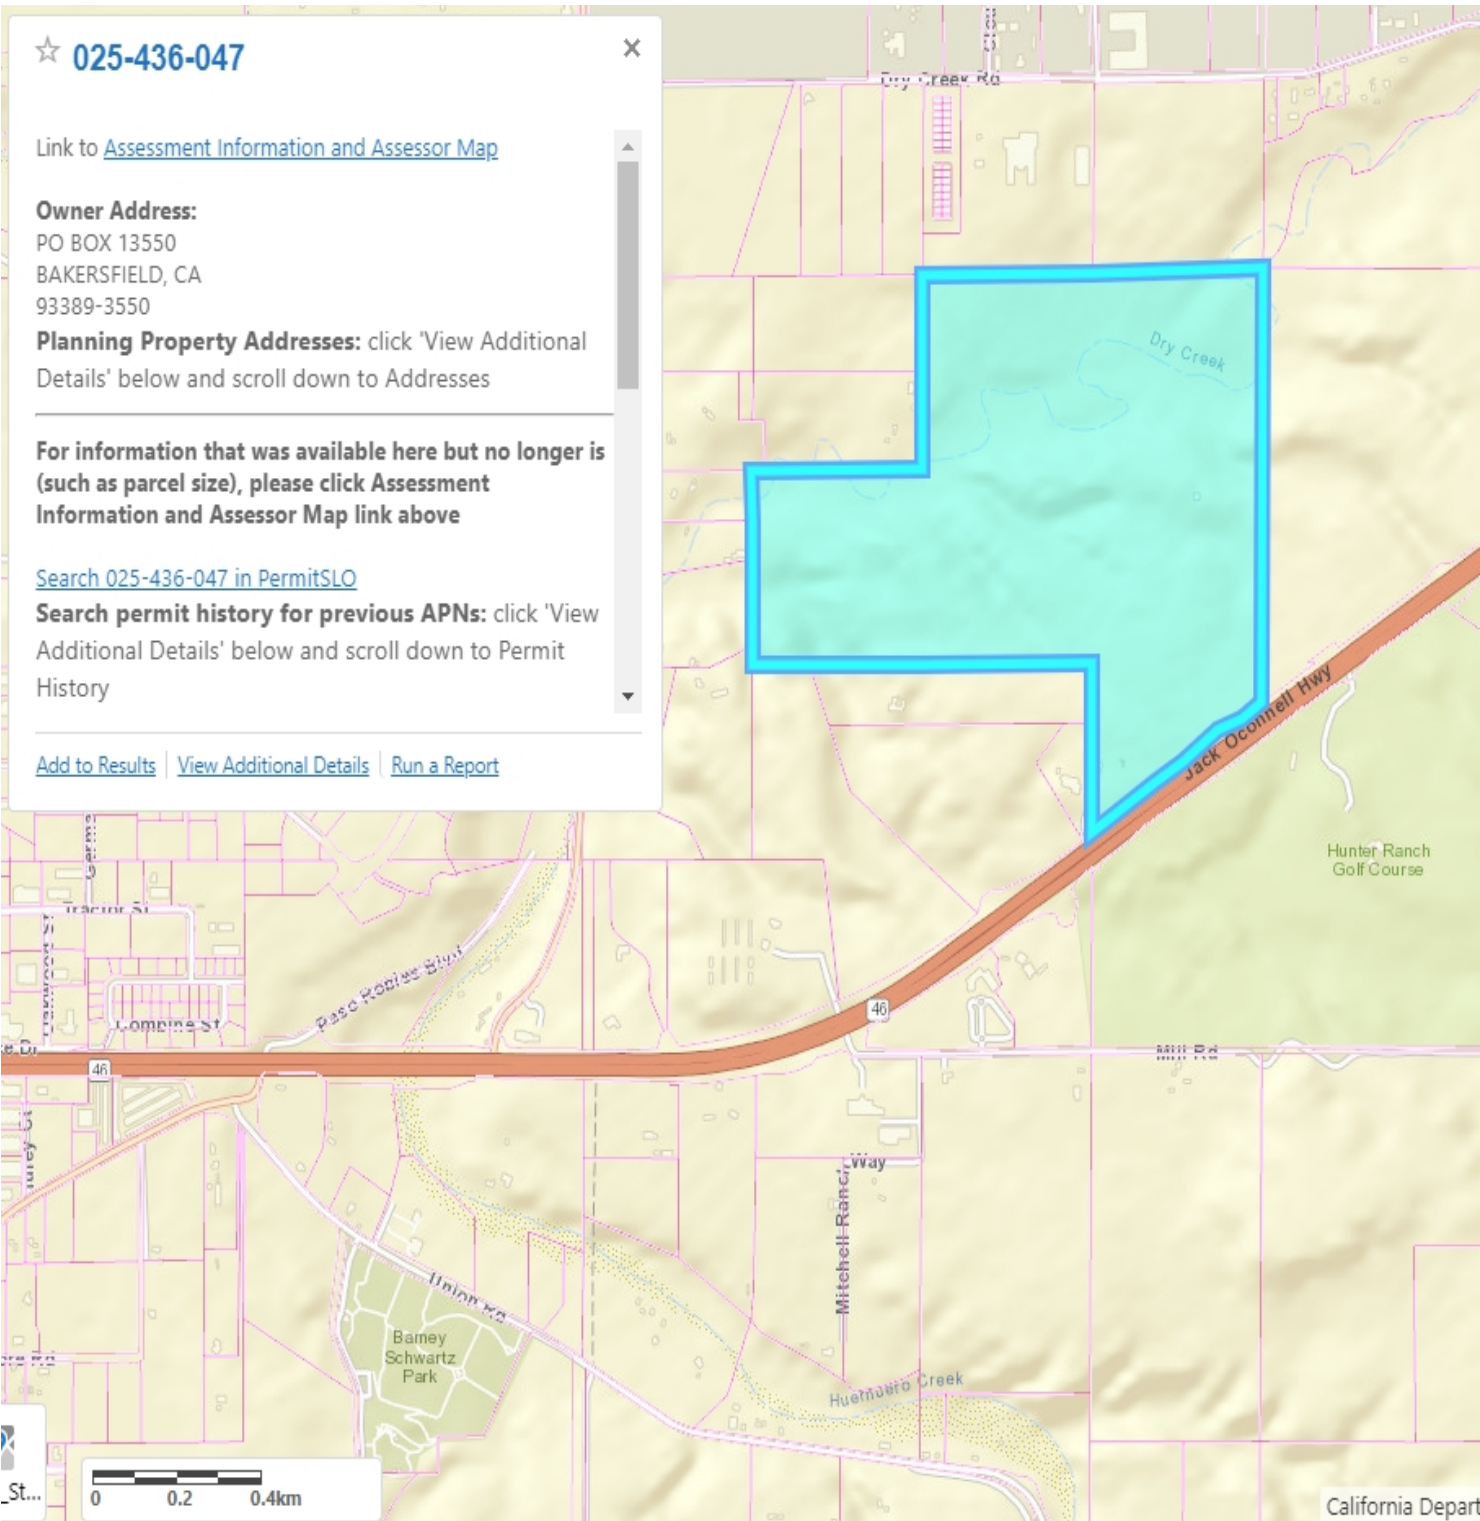 025-436-047
Link to Assessment Information and Assessor Map
Owner Address:
PO BOX 13550
BAKERSFIELD, CA
93389-3550
Planning Property Addresses: click 'View Additional
Details' below and scroll down to Addresses
For information that was available here but no longer is
(such as parcel size), please click Assessment
Information and Assessor Map link above
Search 025-436-047 in PermitSLO
Search permit history for previous APNs: click 'View
Additional Details' below and scroll down to Permit
History
Add to Results
View Additional Details
Run a Report
Dry Creek Rd
Dry Creek
Jack Oconnell Hwy
Hunter Ranch
Golf Course
Tractor St
Paso Robles Blvd
Combine St
46
46
Mill Rd
Way
Mitchell Ranch
Union Rd
Barney
Schwartz
Park
Huerhuero Creek
_St...
0
0.2
0.4km
California Depart